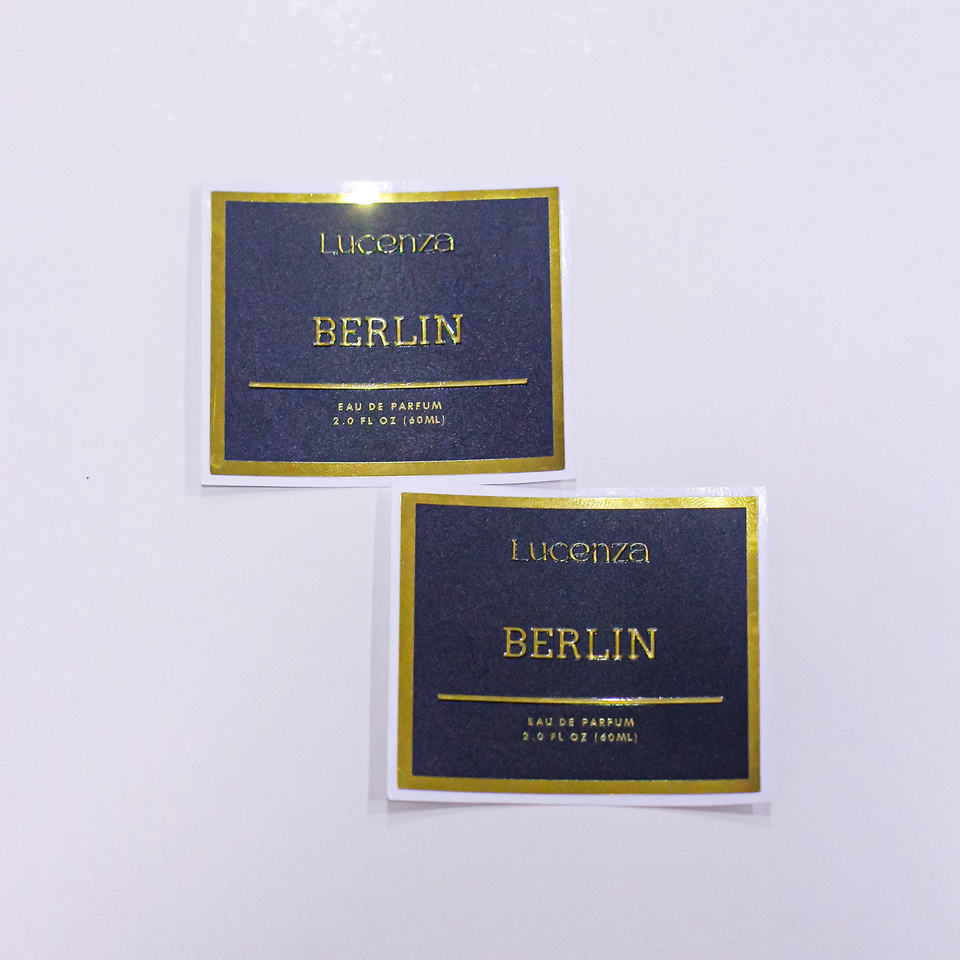 Lucenza
BERLIN
EAU DE PARFUM
2.0 FL OZ (60ML)
Lucenza
BERLIN
EAU DE PARFUM
2.0 FL OZ (60ML)